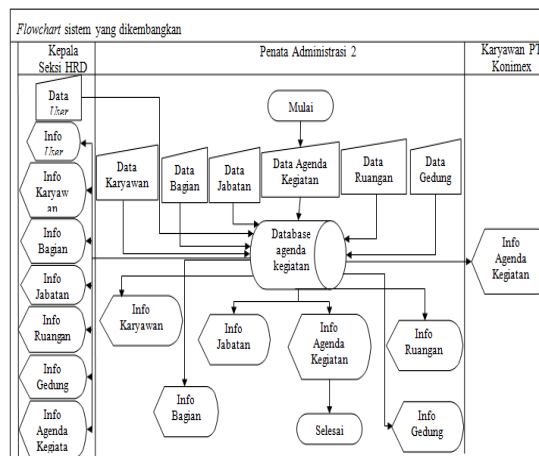 Flowchart sistem yang dikembangkan
Kepala
Seksi HRD
Penata Administrasi 2
Karyawan PT
Konimex
Data
User
Mulai
Info
User
Data
Karyawan
Data
Bagian
Data
Jabatan
Data Agenda
Kegiatan
Data
Ruangan
Data
Gedung
Info
Karyaw
an
Info
Bagian
Database
agenda
kegiatan
Info
Agenda
Kegiatan
Info
Jabatan
Info
Karyawan
Info
Jabatan
Info
Agenda
Kegiatan
Info
Ruangan
Info
Ruangan
Info
Gedung
Info
Bagian
Info
Agenda
Kegiata
Selesai
Info
Gedung